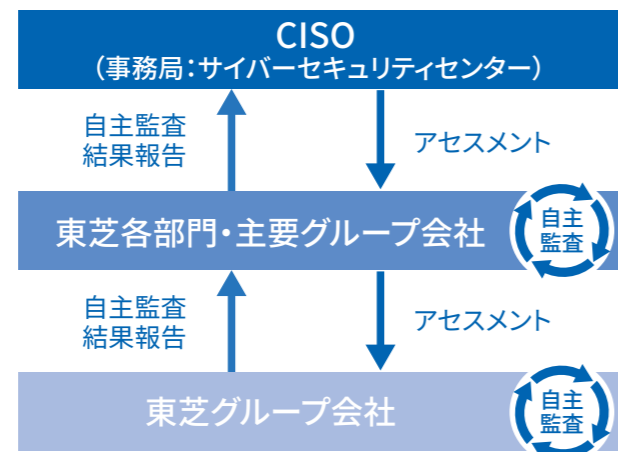 CISO
（事務局：サイバーセキュリティセンター）
自主監査
結果報告
アセスメント
東芝各部門・主要グループ会社
自主
監査
自主監査
結果報告
アセスメント
東芝グループ会社
自主
監査